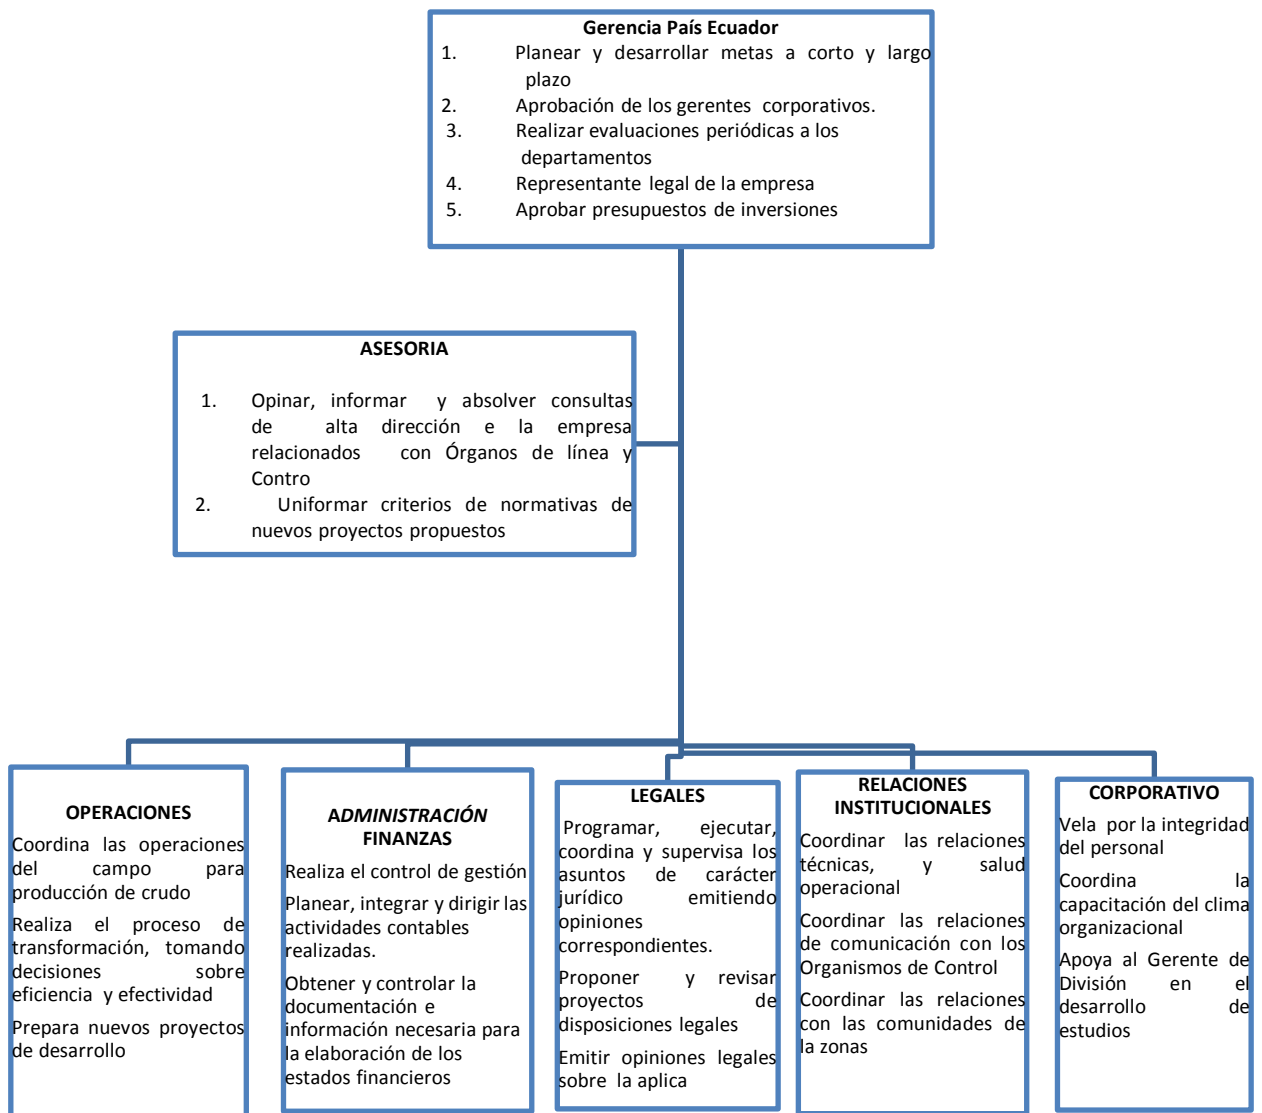 Gerencia País Ecuador
1. Planear y desarrollar metas a corto y largo
plazo
2. Aprobación de los gerentes corporativos.
3. Realizar evaluaciones periódicas a los
departamentos
4. Representante legal de la empresa
5. Aprobar presupuestos de inversiones
ASESORIA
1. Opinar, informar y absolver consultas
de alta dirección e la empresa
relacionados con Órganos de línea y
Contro
2. Uniformar criterios de normativas de
nuevos proyectos propuestos
OPERACIONES
Coordina las operaciones
del campo para
producción de crudo
Realiza el proceso de
transformación, tomando
decisiones sobre
eficiencia y efectividad
Prepara nuevos proyectos
de desarrollo
ADMINISTRACIÓN
FINANZAS
Realiza el control de gestión
Planear, integrar y dirigir las
actividades contables
realizadas.
Obtener y controlar la
documentación e
información necesaria para
la elaboración de los
estados financieros
LEGALES
Programar, ejecutar,
coordina y supervisa los
asuntos de carácter
jurídico emitiendo
opiniones
correspondientes.
Proponer y revisar
proyectos de
disposiciones legales
Emitir opiniones legales
sobre la aplica
RELACIONES
INSTITUCIONALES
Coordinar las relaciones
técnicas, y salud
operacional
Coordinar las relaciones
de comunicación con los
Organismos de Control
Coordinar las relaciones
con las comunidades de
la zonas
CORPORATIVO
Vela por la integridad
del personal
Coordina la
capacitación del clima
organizacional
Apoya al Gerente de
División en el
desarrollo de
estudios